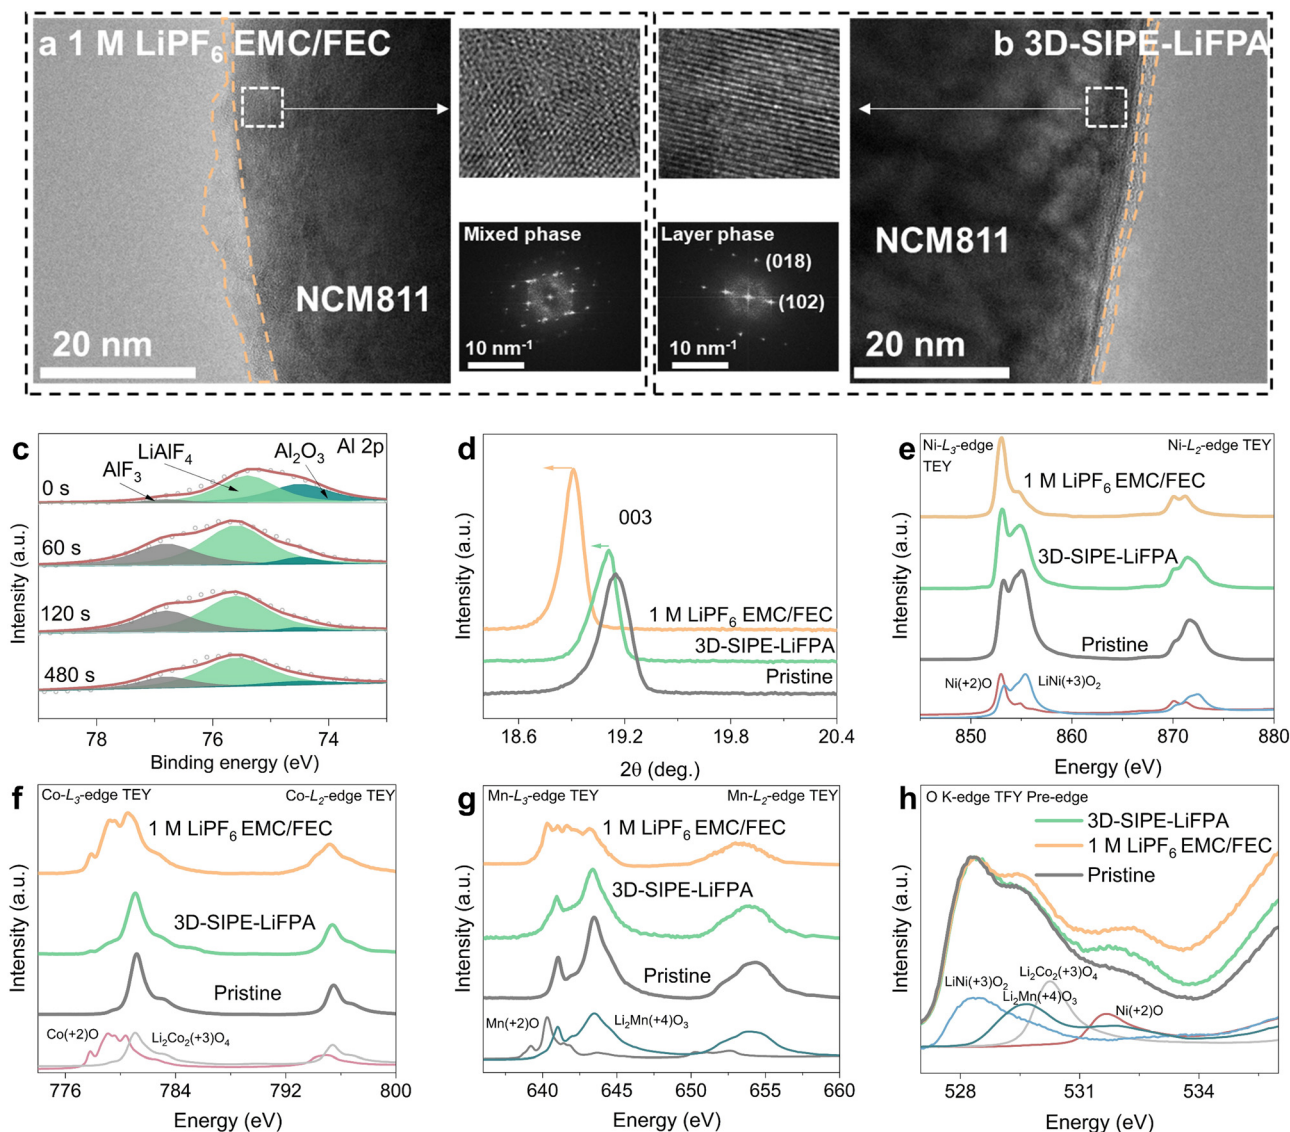 a 1 M LiPF6 EMC/FEC
NCM811
20 nm
Mixed phase
10 nm-1
Layer phase
(018)
(102)
10 nm-1
b 3D-SIPE-LiFPA
NCM811
20 nm
c
Al 2p
AlF3
LiAlF4
Al2O3
0 s
60 s
120 s
480 s
Intensity (a.u.)
78 76 74
Binding energy (eV)
d
003
1 M LiPF6 EMC/FEC
3D-SIPE-LiFPA
Pristine
Intensity (a.u.)
18.6 19.2 19.8 20.4
2θ (deg.)
e
Ni-L3-edge
TEY
Ni-L2-edge TEY
1 M LiPF6 EMC/FEC
3D-SIPE-LiFPA
Pristine
Ni(+2)O
LiNi(+3)O2
Intensity (a.u.)
850 860 870 880
Energy (eV)
f
Co-L3-edge TEY
Co-L2-edge TEY
1 M LiPF6 EMC/FEC
3D-SIPE-LiFPA
Pristine
Co(+2)O
Li2Co2(+3)O4
Intensity (a.u.)
776 784 792 800
Energy (eV)
g
Mn-L3-edge TEY
Mn-L2-edge TEY
1 M LiPF6 EMC/FEC
3D-SIPE-LiFPA
Pristine
Mn(+2)O
Li2Mn(+4)O3
Intensity (a.u.)
640 645 650 655 660
Energy (eV)
h
O K-edge TFY Pre-edge
3D-SIPE-LiFPA
1 M LiPF6 EMC/FEC
Pristine
LiNi(+3)O2
Li2Co2(+3)O4
Li2Mn(+4)O3
Ni(+2)O
Intensity (a.u.)
528 531 534
Energy (eV)